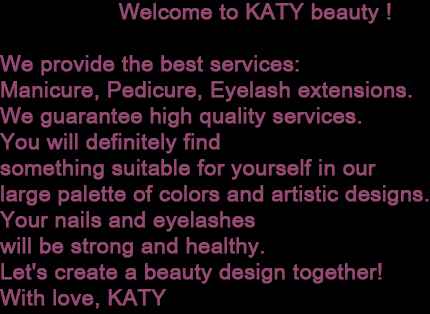 Welcome to KATY beauty !
We provide the best services:
Manicure, Pedicure, Eyelash extensions.
We guarantee high quality services.
You will definitely find
something suitable for yourself in our
large palette of colors and artistic designs.
Your nails and eyelashes
will be strong and healthy.
Let's create a beauty design together!
With love, KATY